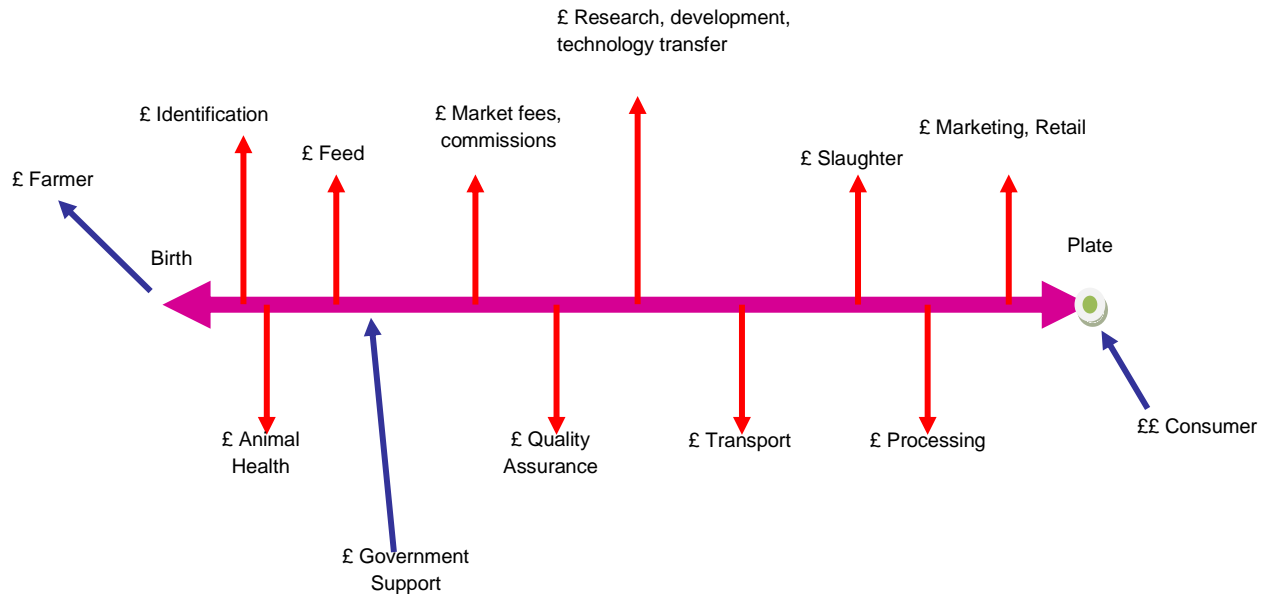 £ Research, development,
technology transfer
£ Identification
£ Market fees,
commissions
£ Marketing, Retail
£ Feed
£ Slaughter
£ Farmer
Birth
Plate
£ Animal
Health
£ Quality
Assurance
£ Transport
£ Processing
££ Consumer
£ Government
Support